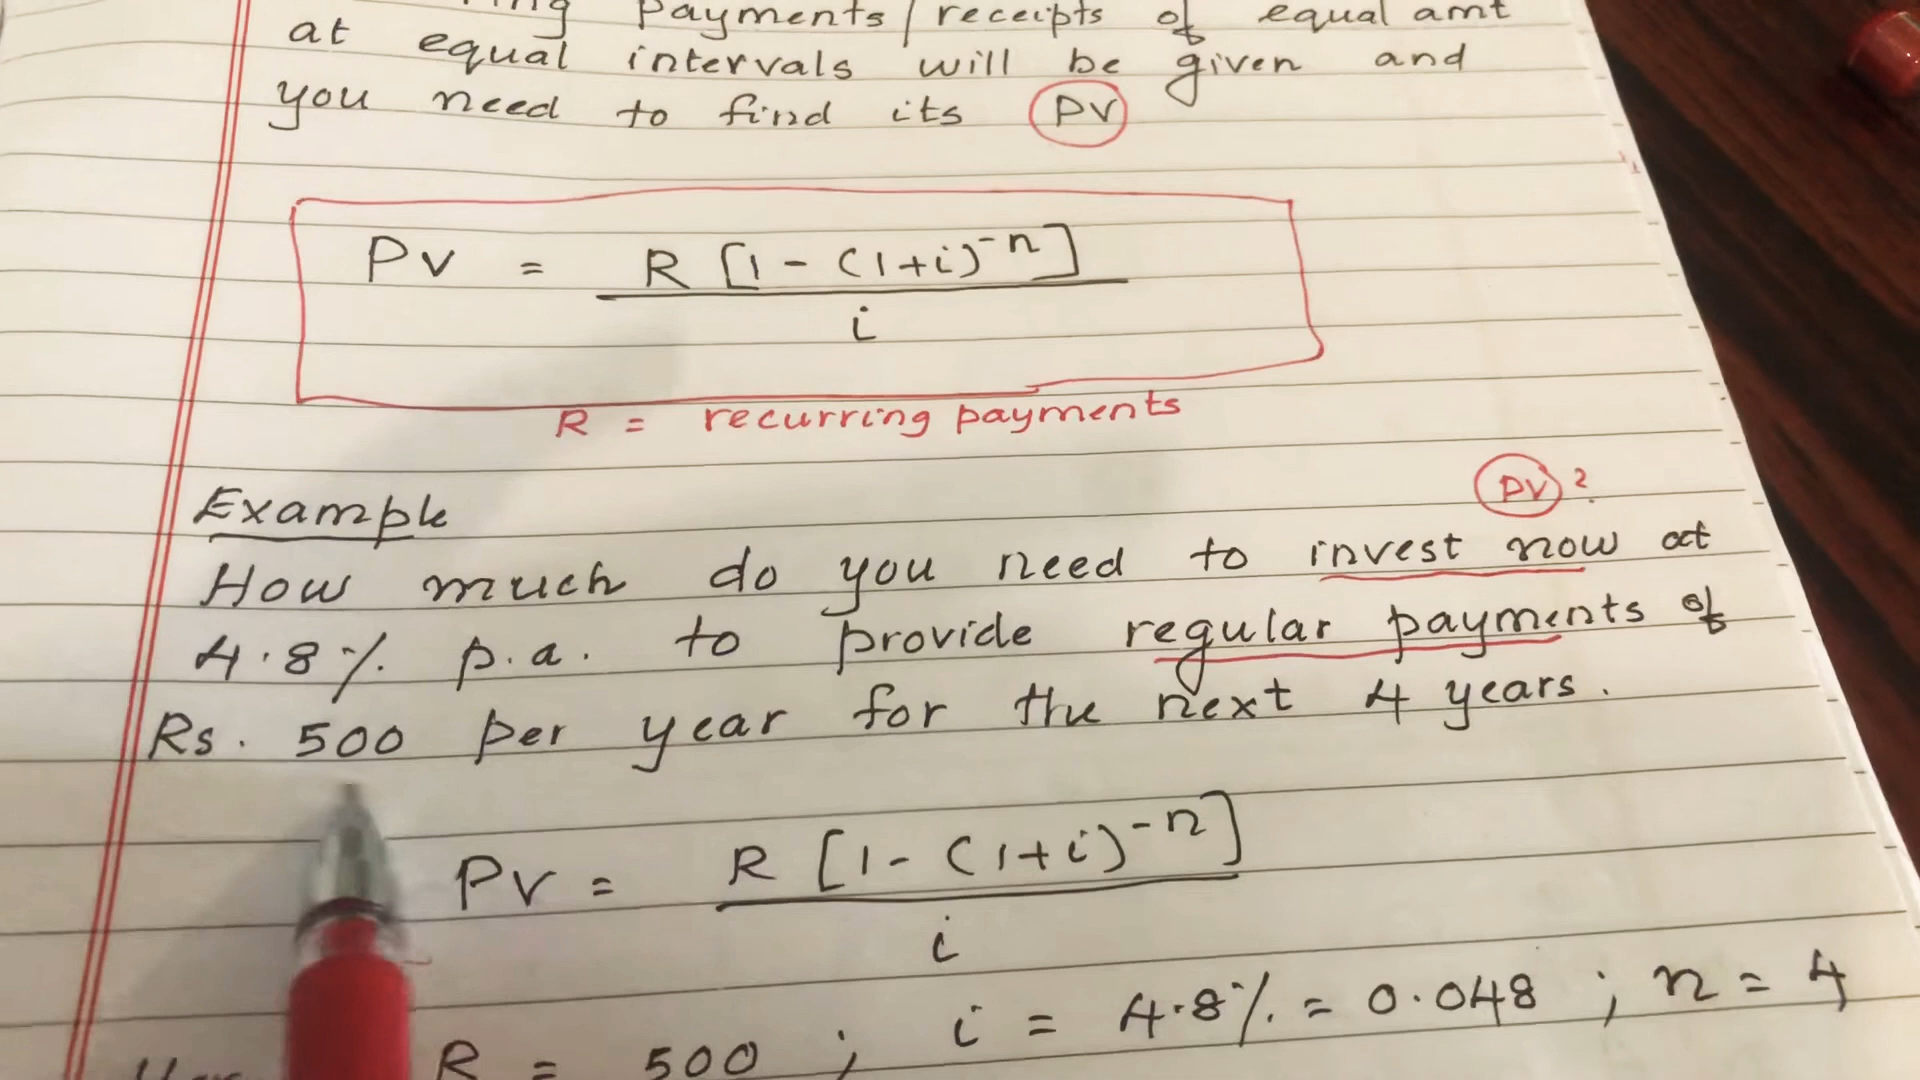 payments/receipts of equal amt
at equal intervals will be given and
you need to find its PV
PV = R [1 - (1+i)⁻ⁿ]
i
R = recurring payments
PV ?
Example
How much do you need to invest now at
4.8% p.a. to provide regular payments of
Rs. 500 per year for the next 4 years.
PV = R [1 - (1+i)⁻ⁿ]
i
R = 500 ; i = 4.8% = 0.048 ; n = 4